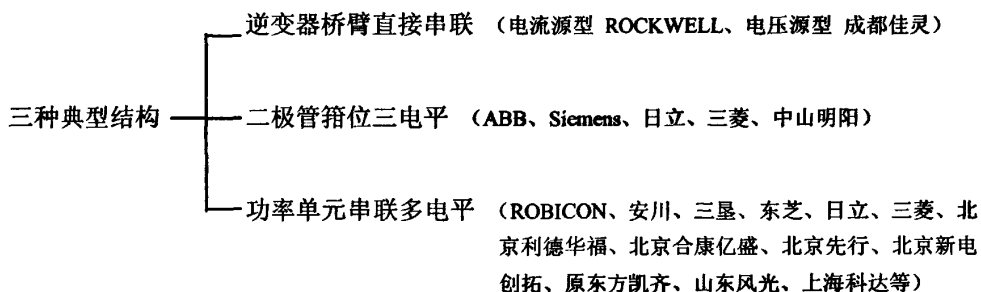 逆变器桥臂直接串联 （电流源型 ROCKWELL、电压源型 成都佳灵）
三种典型结构
二极管箝位三电平 （ABB、Siemens、日立、三菱、中山明阳）
功率单元串联多电平 （ROBICON、安川、三垦、东芝、日立、三菱、北
京利德华福、北京合康亿盛、北京先行、北京新电
创拓、原东方凯齐、山东风光、上海科达等）